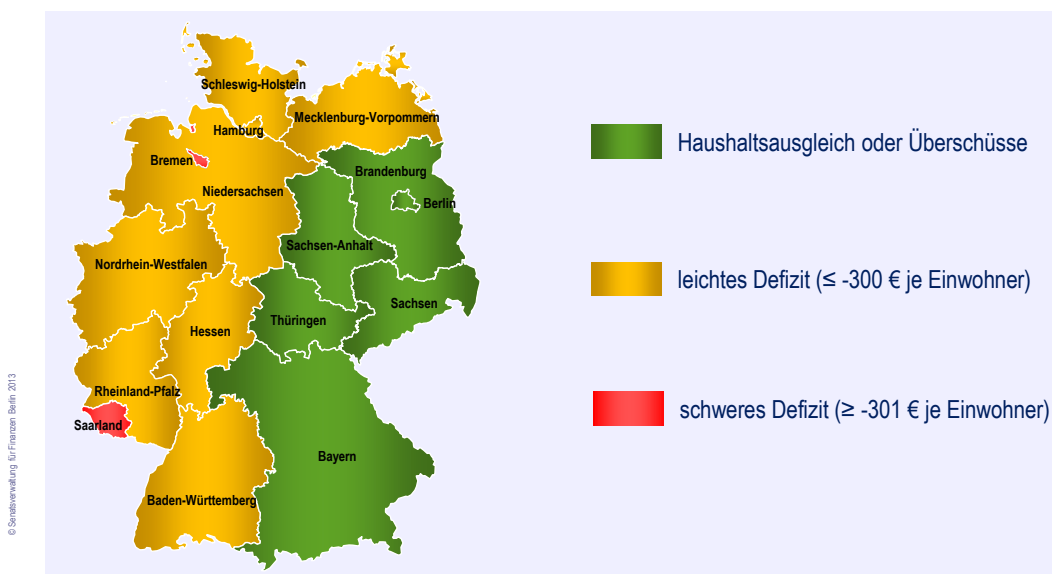 Schleswig-Holstein
Mecklenburg-Vorpommern
Hamburg
Bremen
Brandenburg
Niedersachsen
Berlin
Sachsen-Anhalt
Nordrhein-Westfalen
Sachsen
Thüringen
Hessen
Rheinland-Pfalz
Saarland
Bayern
Baden-Württemberg
Haushaltsausgleich oder Überschüsse
leichtes Defizit (≤ -300 € je Einwohner)
schweres Defizit (≥ -301 € je Einwohner)
© Senatsverwaltung für Finanzen Berlin 2013